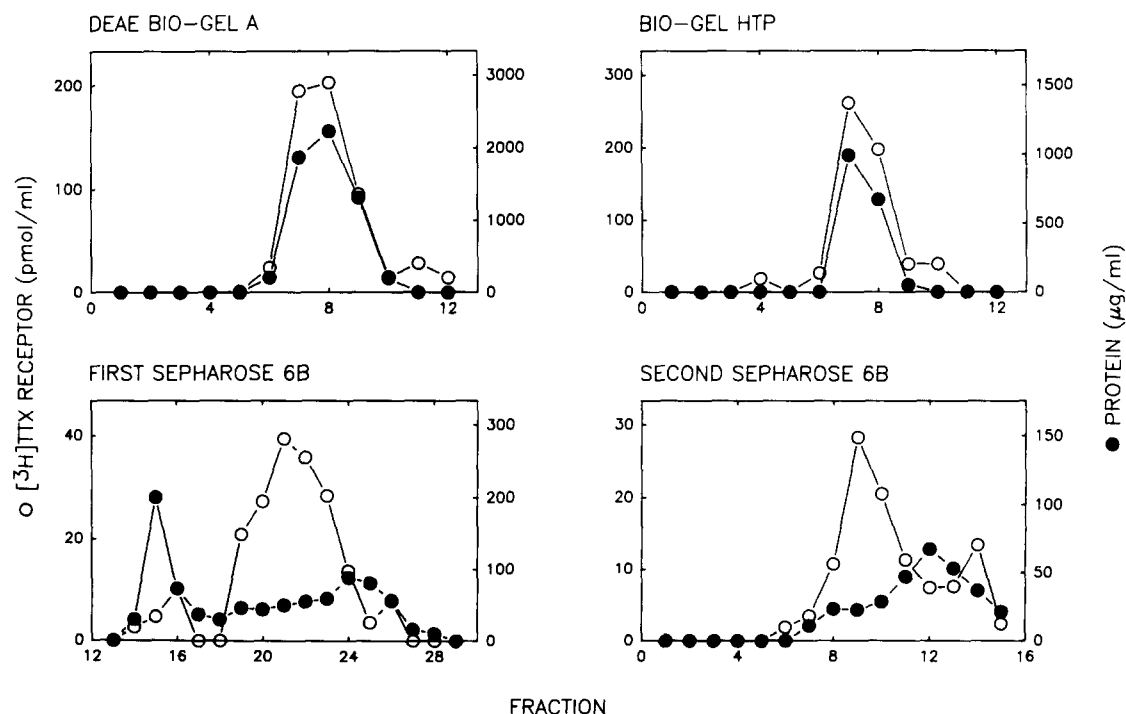 DEAE BIO-GEL A
200
100
0
3000
2000
1000
0
0 4 8 12
BIO-GEL HTP
300
200
100
0
1500
1000
500
0
0 4 8 12
FIRST SEPHAROSE 6B
40
20
0
300
200
100
0
12 16 20 24 28
SECOND SEPHAROSE 6B
30
20
10
0
150
100
50
0
0 4 8 12 16
O [³H]TTX RECEPTOR (pmol/ml)
● PROTEIN (µg/ml)
FRACTION